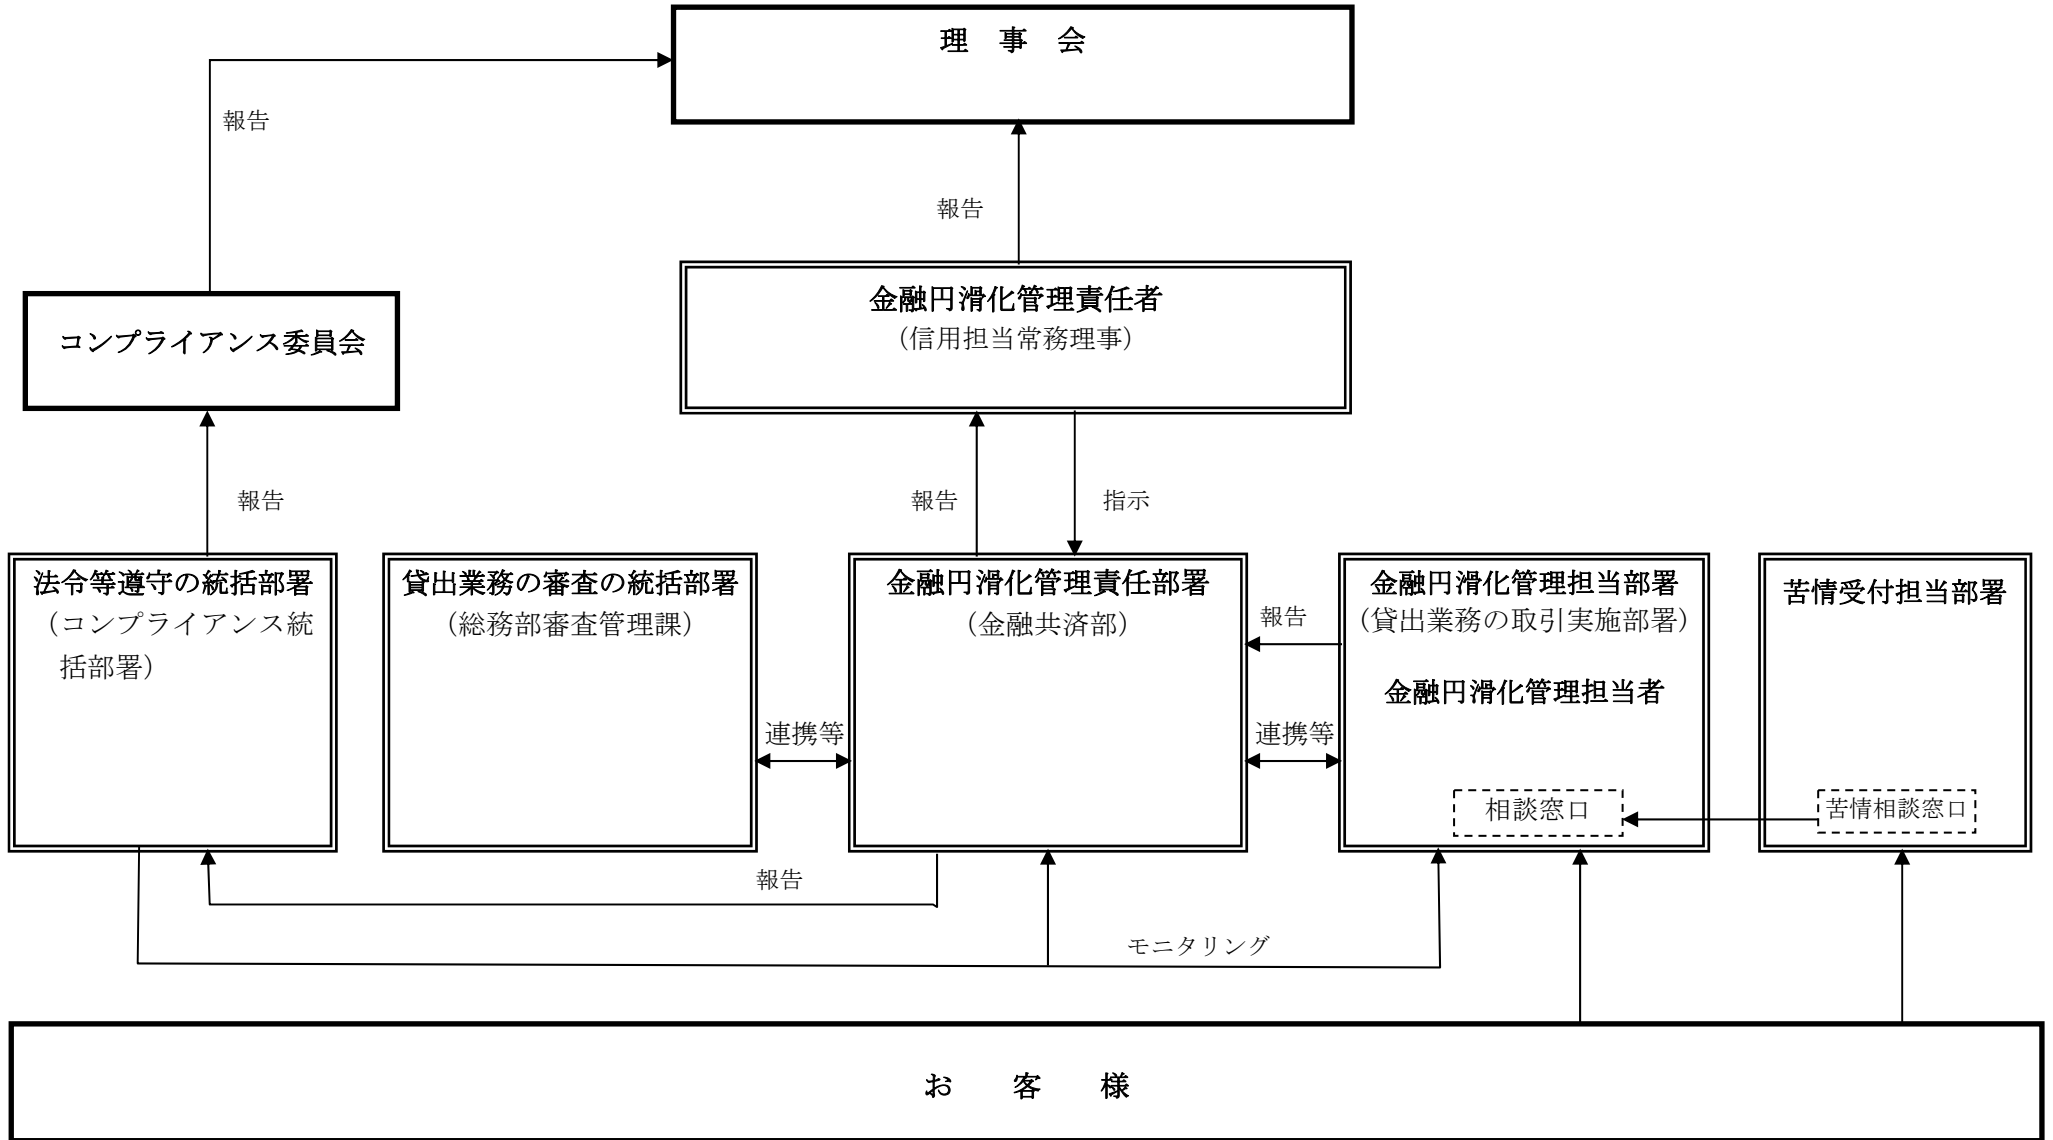 理　事　会
報告
報告
金融円滑化管理責任者
（信用担当常務理事）
コンプライアンス委員会
報告
報告
指示
法令等遵守の統括部署
（コンプライアンス統
括部署）
貸出業務の審査の統括部署
（総務部審査管理課）
金融円滑化管理責任部署
（金融共済部）
報告
金融円滑化管理担当部署
（貸出業務の取引実施部署）
金融円滑化管理担当者
苦情受付担当部署
連携等
連携等
相談窓口
苦情相談窓口
報告
モニタリング
お　　客　　様